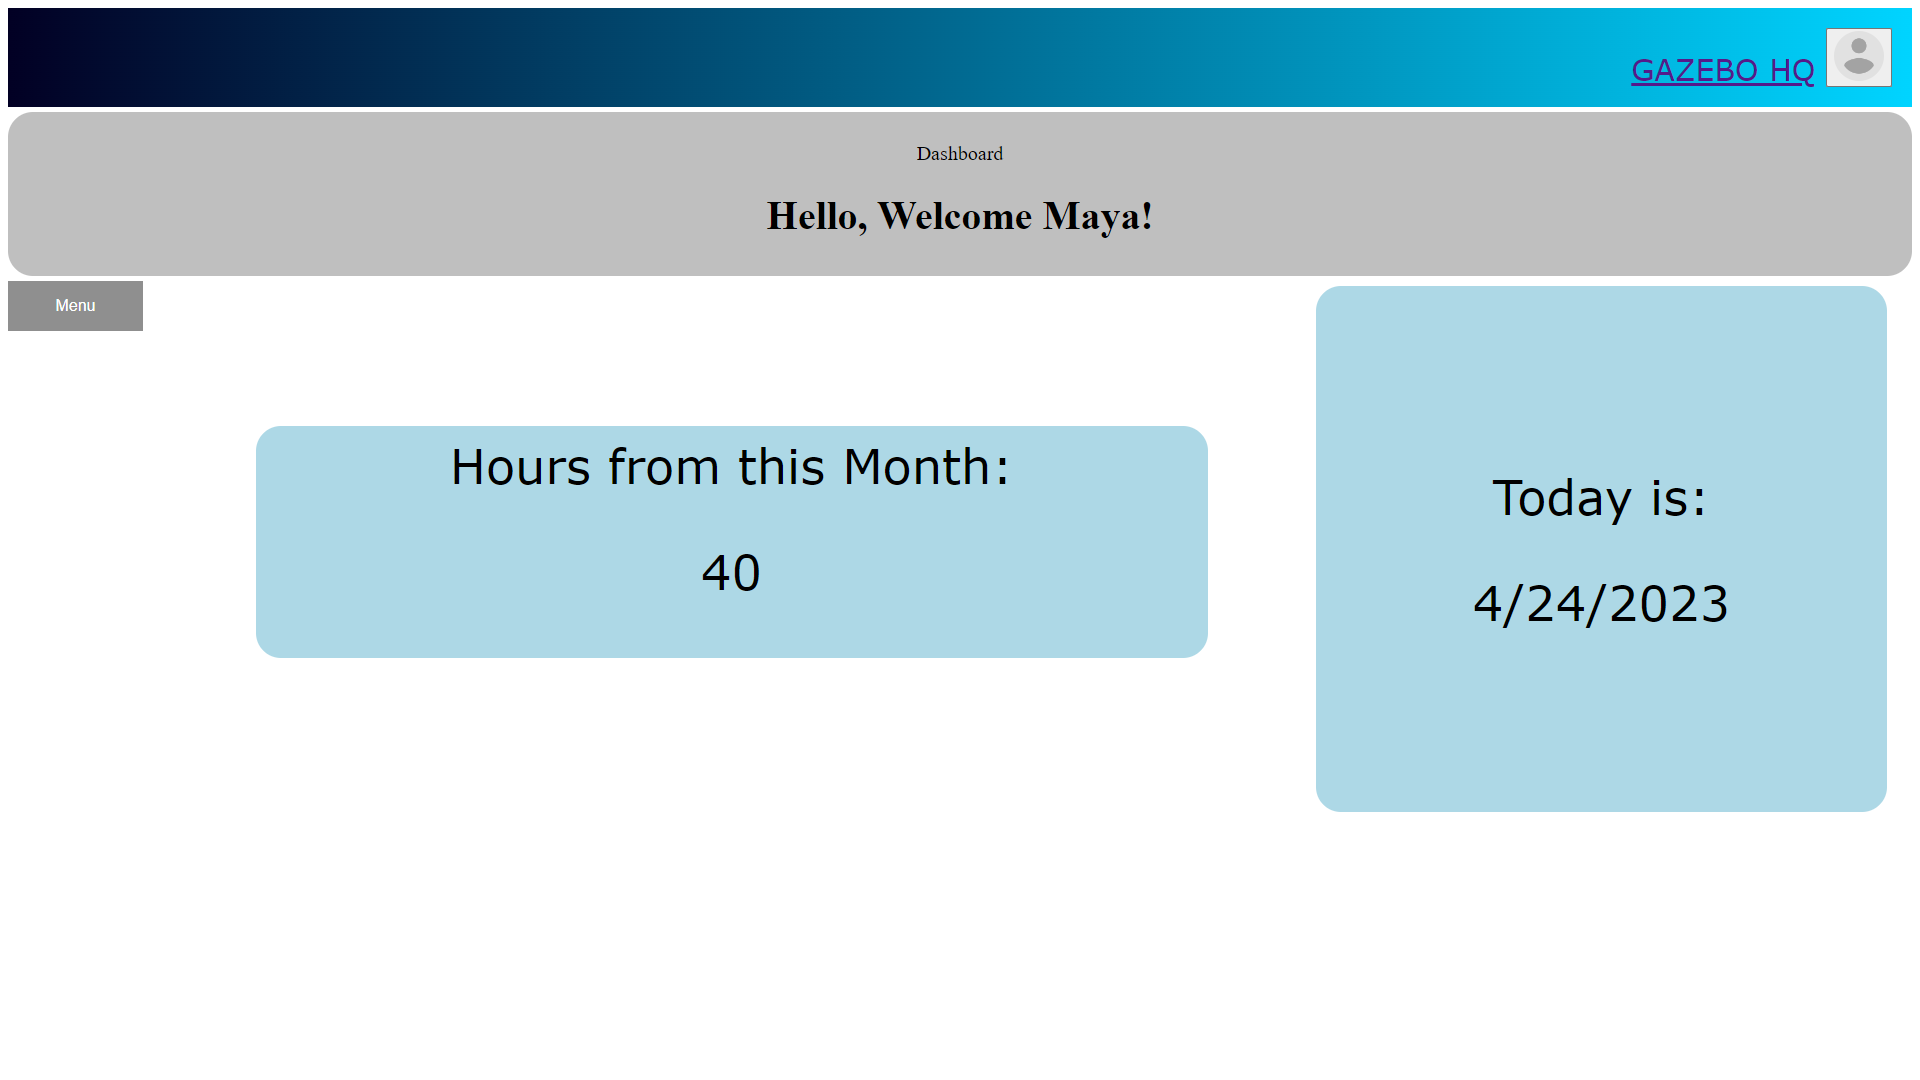 GAZEBO HQ
Dashboard
Hello, Welcome Maya!
Menu
Hours from this Month:
40
Today is:
4/24/2023